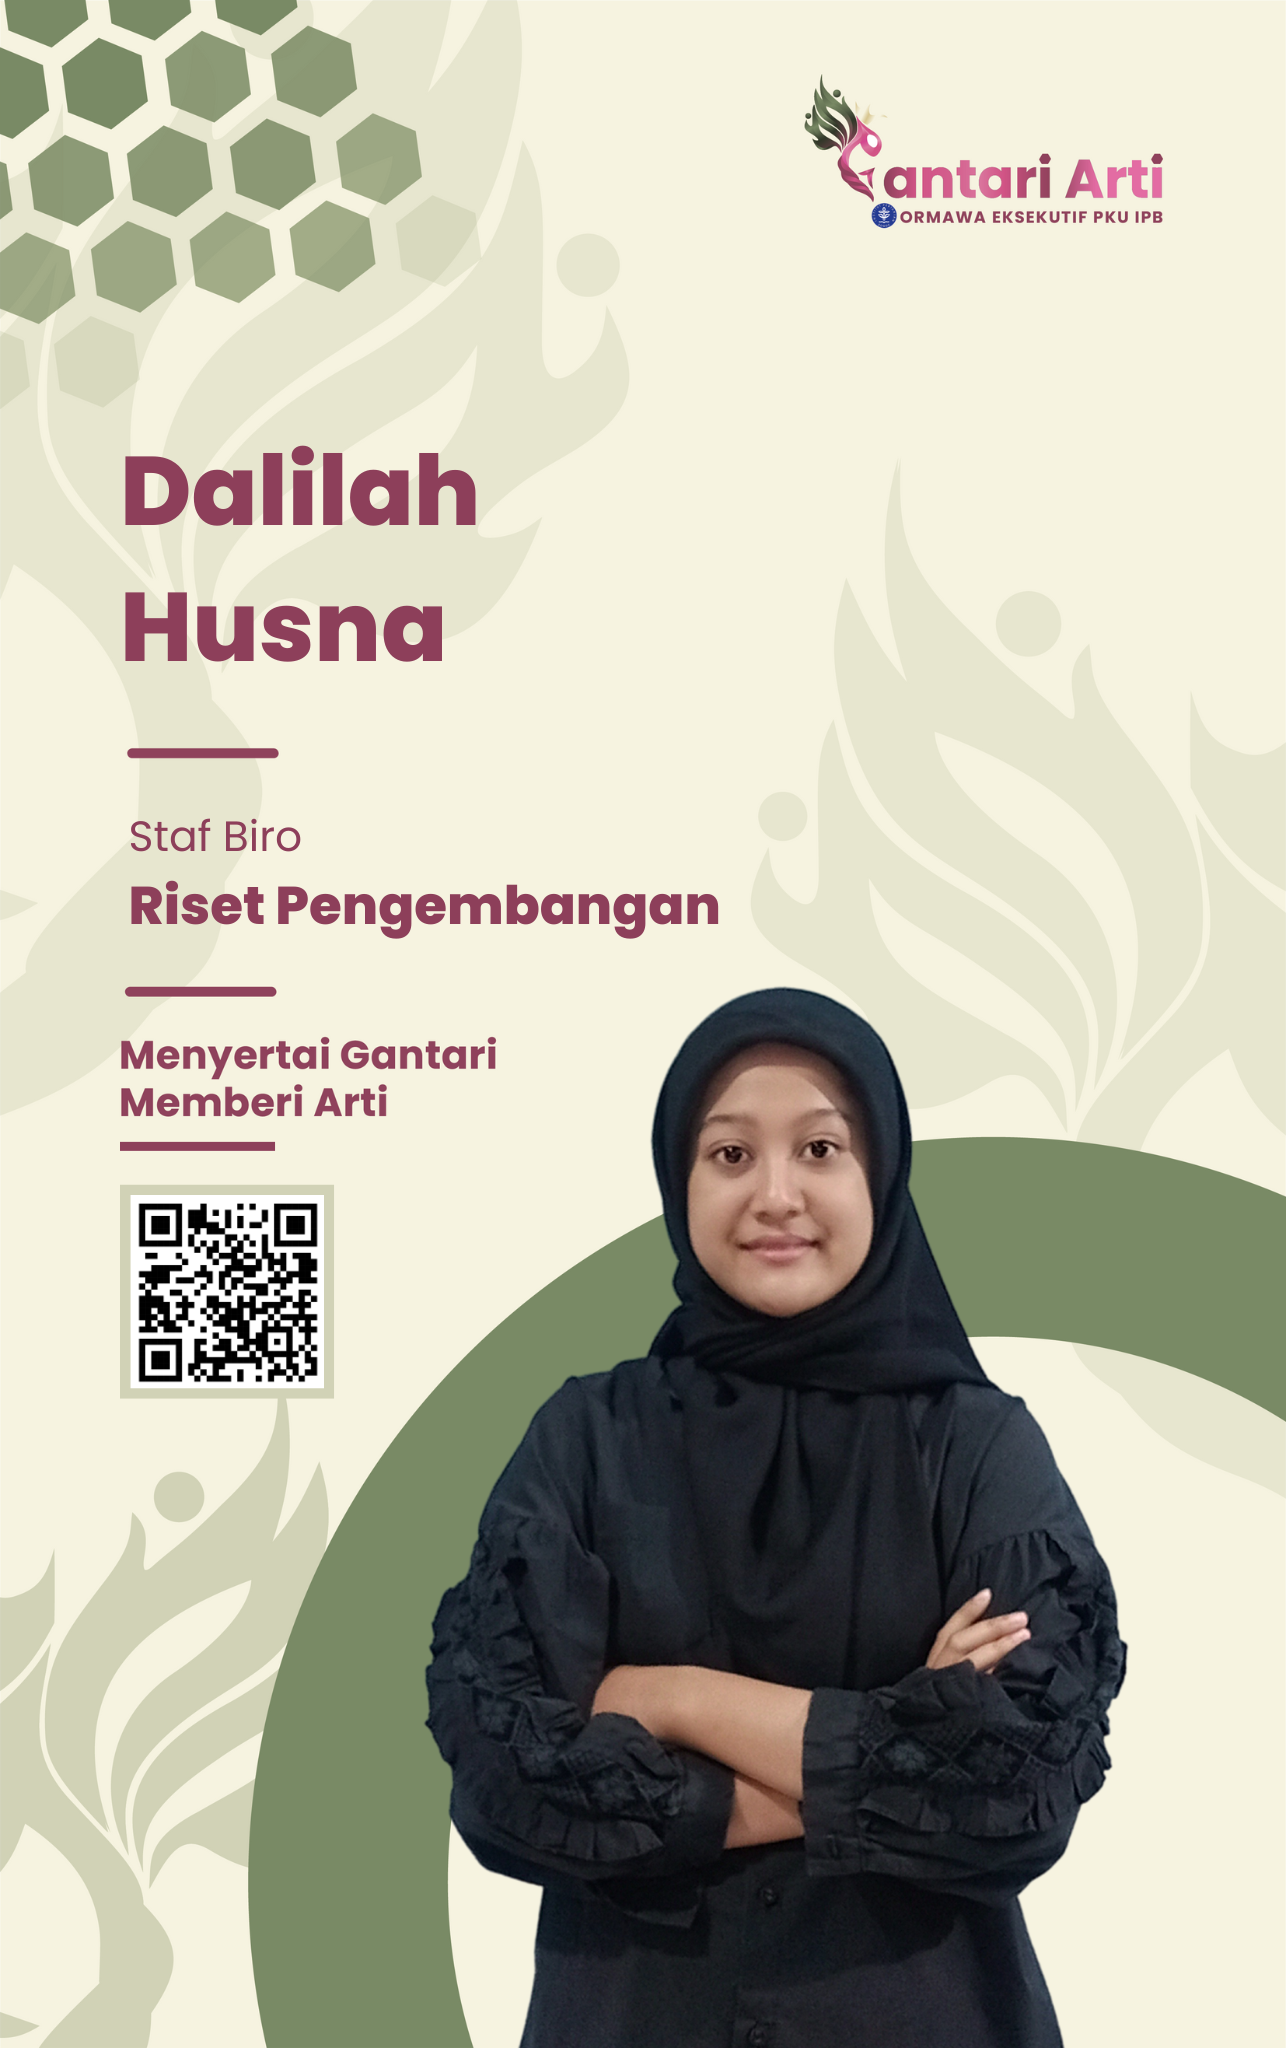 Gantari Arti
ORMAWA EKSEKUTIF PKU IPB
Dalilah
Husna
Staf Biro
Riset Pengembangan
Menyertai Gantari
Memberi Arti